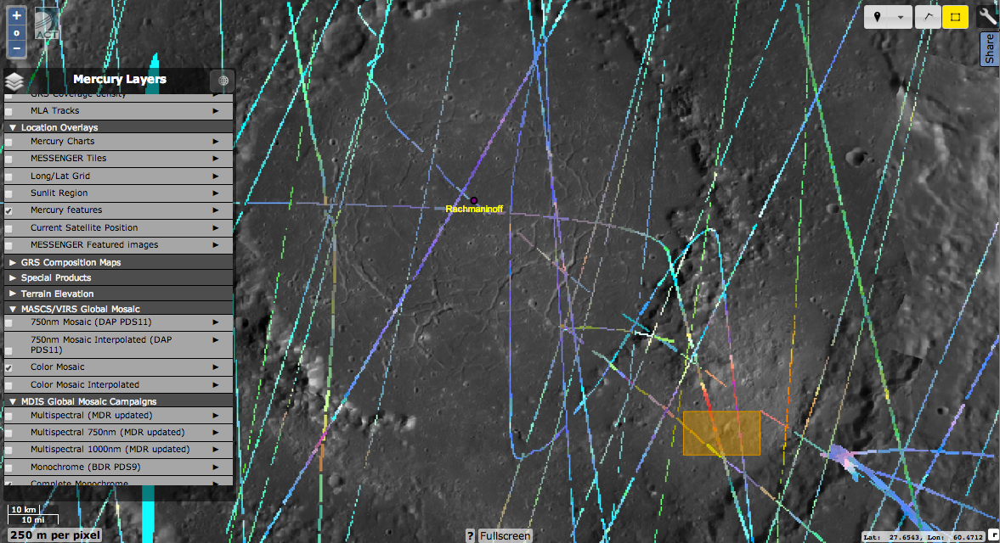 +
o
−
ACT
Share
Mercury Layers
GRS Coverage density
MLA Tracks
▼ Location Overlays
Mercury Charts
MESSENGER Tiles
Long/Lat Grid
Sunlit Region
Mercury features
Current Satellite Position
MESSENGER Featured images
▶ GRS Composition Maps
▶ Special Products
▶ Terrain Elevation
▼ MASCS/VIRS Global Mosaic
750nm Mosaic (DAP PDS11)
750nm Mosaic Interpolated (DAP
PDS11)
Color Mosaic
Color Mosaic Interpolated
▼ MDIS Global Mosaic Campaigns
Multispectral (MDR updated)
Multispectral 750nm (MDR updated)
Multispectral 1000nm (MDR updated)
Monochrome (BDR PDS9)
Complete Monochrome
Rachmaninoff
10 km
10 mi
250 m per pixel
? Fullscreen
Lat: 27.6543, Lon: 60.4712
r